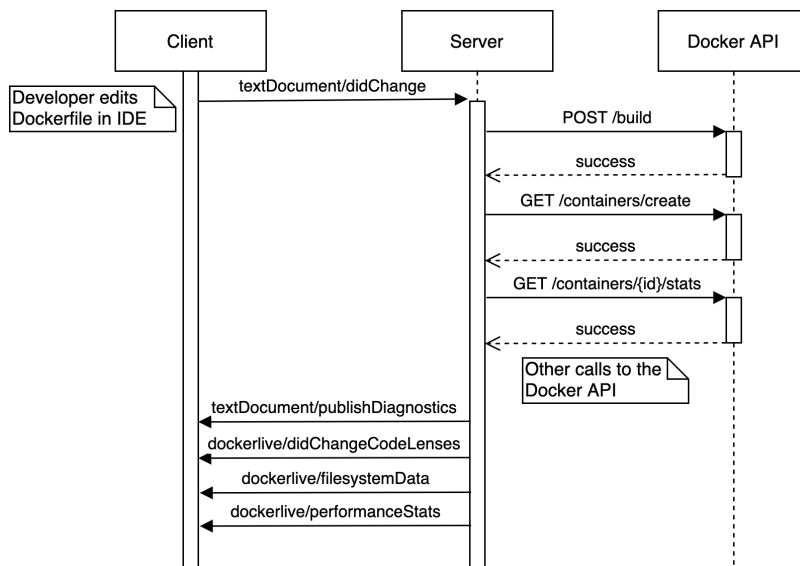 Client
Server
Docker API
Developer edits
Dockerfile in IDE
textDocument/didChange
POST /build
success
GET /containers/create
success
GET /containers/{id}/stats
success
Other calls to the
Docker API
textDocument/publishDiagnostics
dockerlive/didChangeCodeLenses
dockerlive/filesystemData
dockerlive/performanceStats